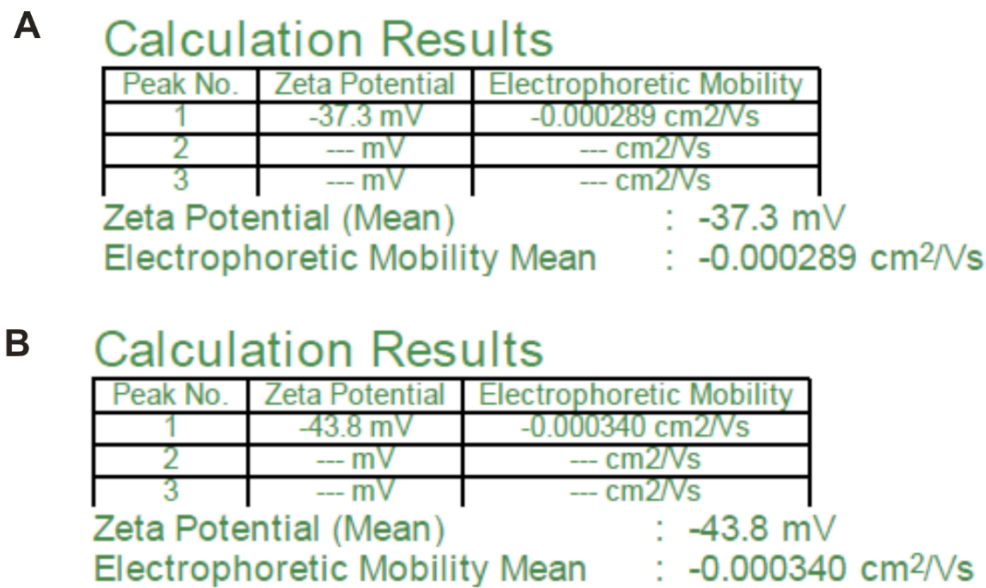 A
Calculation Results
Peak No. Zeta Potential Electrophoretic Mobility
1 -37.3 mV -0.000289 cm2/Vs
2 --- mV --- cm2/Vs
3 --- mV --- cm2/Vs
Zeta Potential (Mean) : -37.3 mV
Electrophoretic Mobility Mean : -0.000289 cm²/Vs
B
Calculation Results
Peak No. Zeta Potential Electrophoretic Mobility
1 -43.8 mV -0.000340 cm2/Vs
2 --- mV --- cm2/Vs
3 --- mV --- cm2/Vs
Zeta Potential (Mean) : -43.8 mV
Electrophoretic Mobility Mean : -0.000340 cm²/Vs